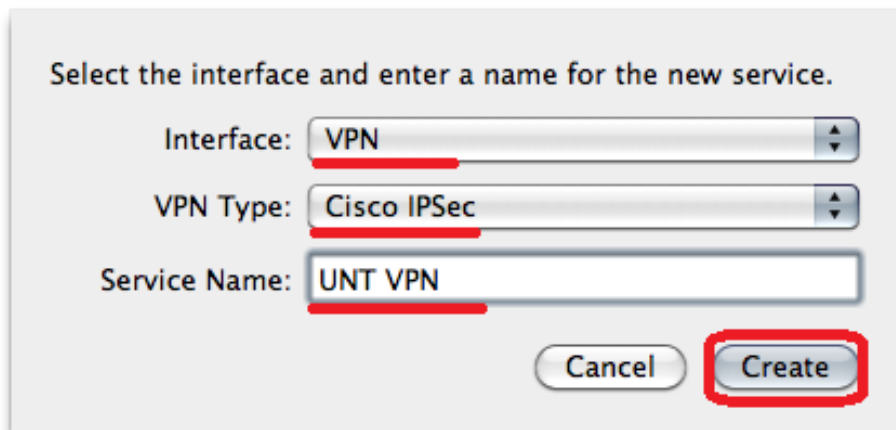 Select the interface and enter a name for the new service.
Interface: VPN
VPN Type: Cisco IPSec
Service Name: UNT VPN
Cancel Create